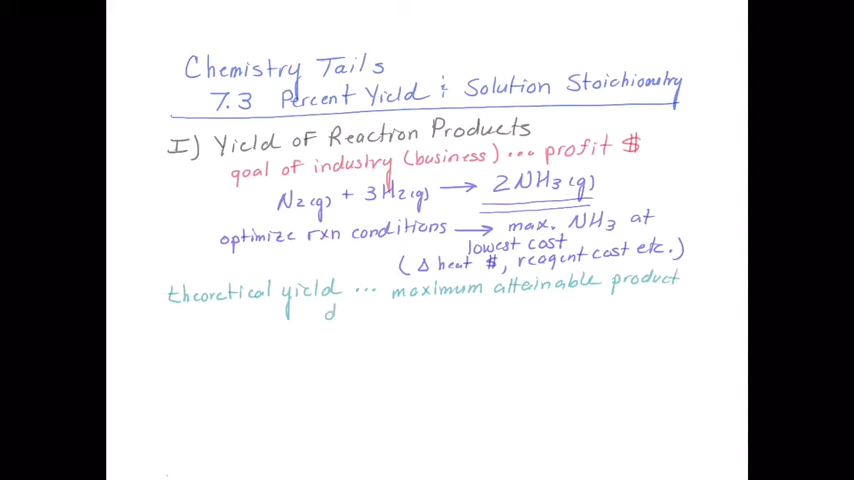 Chemistry Tails
7.3 Percent Yield & Solution Stoichiometry
I) Yield of Reaction Products
goal of industry (business) ... profit $
N2(g) + 3H2(g) → 2NH3(g)
optimize rxn conditions → max. NH3 at
lowest cost
(Δ heat $, reagent cost etc.)
theoretical yield ... maximum attainable product
d